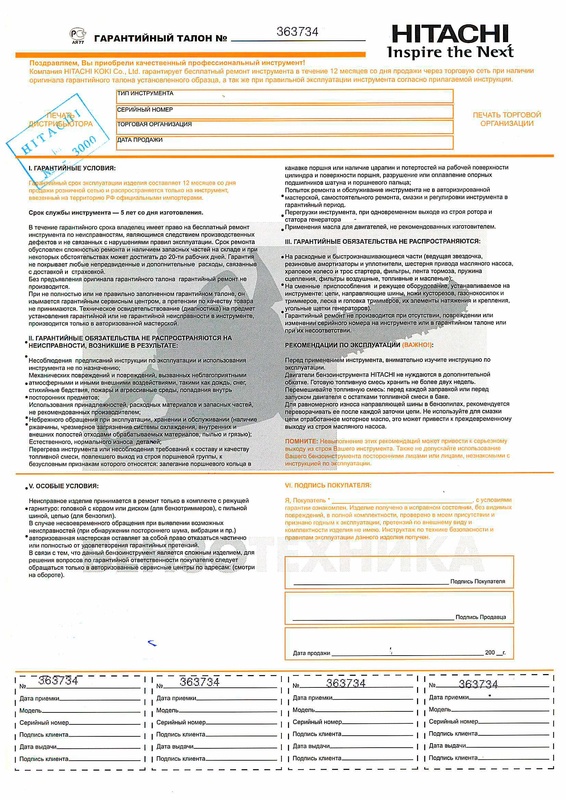 АЯ77
ГАРАНТИЙНЫЙ ТАЛОН № 363734
HITACHI
Inspire the Next
Поздравляем, Вы приобрели качественный профессиональный инструмент!
Компания HITACHI KOKI Co., Ltd. гарантирует бесплатный ремонт инструмента в течение 12 месяцев со дня продажи через торговую сеть при наличии
оригинала гарантийного талона установленного образца, а так же при правильной эксплуатации инструмента согласно прилагаемой инструкции.
ПЕЧАТЬ
ДИСТРИБЬЮТОРА
HITACHI
3000
ТИП ИНСТРУМЕНТА
СЕРИЙНЫЙ НОМЕР
ТОРГОВАЯ ОРГАНИЗАЦИЯ
ДАТА ПРОДАЖИ
ПЕЧАТЬ ТОРГОВОЙ
ОРГАНИЗАЦИИ
I. ГАРАНТИЙНЫЕ УСЛОВИЯ:
Гарантийный срок эксплуатации изделия составляет 12 месяцев со дня
продажи розничной сетью и распространяется только на инструмент,
ввезенный на территорию РФ официальными импортерами.
Срок службы инструмента — 5 лет со дня изготовления.
В течение гарантийного срока владелец имеет право на бесплатный ремонт
инструмента по неисправностям, являющимся следствием производственных
дефектов и не связанных с нарушениями правил эксплуатации. Срок ремонта
обусловлен сложностью ремонта и наличием запасных частей на складе и при
некоторых обстоятельствах может достигать до 20-ти рабочих дней. Гарантия
не покрывает любые непредвиденные и дополнительные расходы, связанные
с доставкой и страховкой.
Без предъявления оригинала гарантийного талона гарантийный ремонт не
производится.
При не полностью или не правильно заполненном гарантийном талоне, он
изымается гарантийным сервисным центром, а претензии по качеству товара
не принимаются. Техническое освидетельствование (диагностика) на предмет
установления гарантийной или не гарантийной неисправности в инструменте,
производится только в авторизованной мастерской.
II. ГАРАНТИЙНЫЕ ОБЯЗАТЕЛЬСТВА НЕ РАСПРОСТРАНЯЮТСЯ НА
НЕИСПРАВНОСТИ, ВОЗНИКШИЕ В РЕЗУЛЬТАТЕ:
Несоблюдения предписаний инструкции по эксплуатации и использования
инструмента не по назначению;
Механических повреждений и повреждений, вызванных неблагоприятными
атмосферными и иными внешними воздействиями, такими как дождь, снег,
стихийные бедствия, пожары и агрессивные среды, попадания внутрь
посторонних предметов;
Использования принадлежностей, расходных материалов и запасных частей,
не рекомендованных производителем;
Небрежного обращения при эксплуатации, хранении и обслуживании (наличие
ржавчины, чрезмерное загрязнение системы охлаждения, внутренних и
внешних полостей отходами обрабатываемых материалов, пылью и грязью);
Естественного, нормального износа деталей;
Перегрева инструмента или несоблюдения требований к составу и качеству
топливной смеси, повлекшего выход из строя поршневой группы, к
безусловным признакам которого относятся: залегание поршневого кольца в
канавке поршня или наличие царапин и потертостей на рабочей поверхности
цилиндра и поверхности поршня, разрушение или оплавление опорных
подшипников шатуна и поршневого пальца;
Попыток ремонта и обслуживания инструмента не в авторизированной
мастерской, самостоятельного ремонта, смазки и регулировки инструмента в
гарантийный период.
Перегрузки инструмента, при одновременном выходе из строя ротора и
статора генератора
Применения масла для двигателей, не рекомендованных изготовителем.
III. ГАРАНТИЙНЫЕ ОБЯЗАТЕЛЬСТВА НЕ РАСПРОСТРАНЯЮТСЯ:
На расходные и быстроизнашивающиеся части (ведущая звездочка,
резиновые амортизаторы и уплотнители, шестерня привода масляного насоса,
храповое колесо и трос стартера, фильтры, лента тормоза, пружина
сцепления, фильтры воздушные, топливные и масляные);
На сменные приспособления и режущее оборудование, устанавливаемые на
инструменте: цепи, направляющие шины, ножи кусторезов, газонокосилок и
триммеров, леска и головка триммеров, их элементы натяжения и крепления,
угольные щетки генераторов).
Гарантийный ремонт не производится при отсутствии, повреждении или
изменении серийного номера на инструменте или в гарантийном талоне или
при их несоответствии.
РЕКОМЕНДАЦИИ ПО ЭКСПЛУАТАЦИИ (ВАЖНО!):
Перед применением инструмента, внимательно изучите инструкцию по
эксплуатации.
Двигатели бензоинструмента HITACHI не нуждаются в дополнительной
обкатке. Готовую топливную смесь хранить не более двух недель.
Перемешивайте топливную смесь, перед каждой заправкой или перед
запуском двигателя с остатками топливной смеси в баке.
Для равномерного износа направляющей шины в бензопилах, рекомендуется
переворачивать ее после каждой заточки цепи. Не используйте для смазки
цепи отработанное моторное масло, это может привести к преждевременному
выходу из строя масляного насоса.
ПОМНИТЕ: Невыполнение этих рекомендаций может привести к серьезному
выходу из строя Вашего инструмента. Также не допускайте использование
Вашего бензоинструмента посторонними лицами или лицами, незнакомыми с
инструкцией по эксплуатации.
V. ОСОБЫЕ УСЛОВИЯ:
Неисправное изделие принимается в ремонт только в комплекте с режущей
гарнитурой: головкой с кордом или диском (для бензотриммеров), с пильной
шиной, цепью (для бензопил).
В случае несвоевременного обращения при выявлении возможных
неисправностей (при обнаружении постороннего шума, вибрации и пр.)
авторизованная мастерская оставляет за собой право отказать частично
или полностью от удовлетворения гарантийных претензий.
В связи с тем, что данный бензоинструмент является сложным изделием, для
решения вопросов по гарантийной ответственности покупателю следует
обращаться только в авторизованные сервисные центры по адресам: (смотри
на обороте).
VI. ПОДПИСЬ ПОКУПАТЕЛЯ:
Я, Покупатель "________________________", с условиями
гарантии ознакомлен. Изделие получено в исправном состоянии, без видимых
повреждений, в полной комплектности, проверено в моем присутствии и
признано годным к эксплуатации, претензий по внешнему виду и
комплектности изделия не имею. Инструктаж по технике безопасности и
правилам эксплуатации данного изделия получен.
Подпись Покупателя
Подпись Продавца
Дата продажи 200 __г.
№ 363734
Дата приемки
Модель
Серийный номер
Подпись клиента
Дата выдачи
Подпись клиента
№ 363734
Дата приемки
Модель
Серийный номер
Подпись клиента
Дата выдачи
Подпись клиента
№ 363734
Дата приемки
Модель
Серийный номер
Подпись клиента
Дата выдачи
Подпись клиента
№ 363734
Дата приемки
Модель
Серийный номер
Подпись клиента
Дата выдачи
Подпись клиента